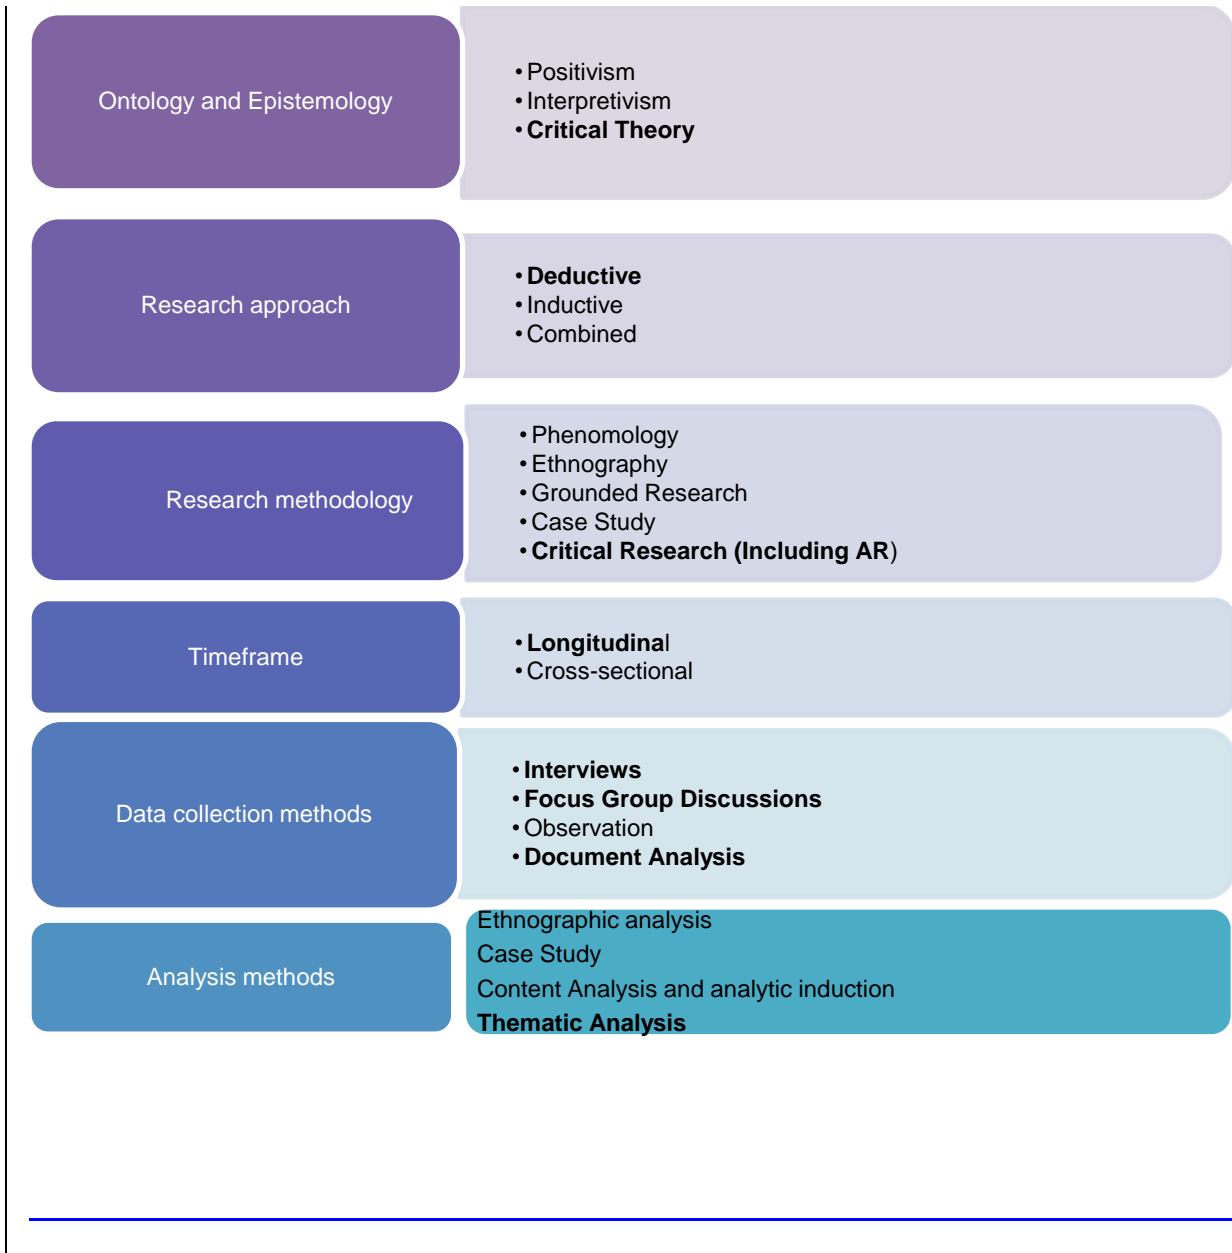 Ontology and Epistemology
• Positivism
• Interpretivism
• Critical Theory
Research approach
• Deductive
• Inductive
• Combined
Research methodology
• Phenomology
• Ethnography
• Grounded Research
• Case Study
• Critical Research (Including AR)
Timeframe
• Longitudinal
• Cross-sectional
Data collection methods
• Interviews
• Focus Group Discussions
• Observation
• Document Analysis
Analysis methods
Ethnographic analysis
Case Study
Content Analysis and analytic induction
Thematic Analysis